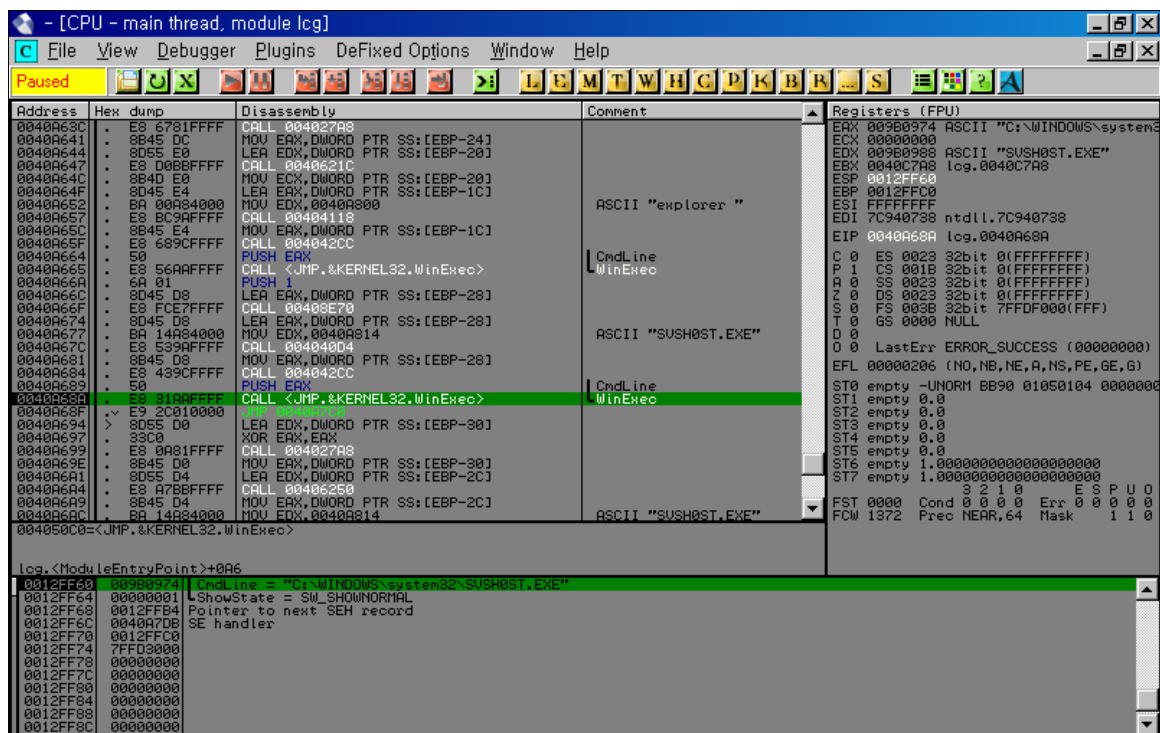 - [CPU - main thread, module lcg]
C File View Debugger Plugins DeFixed Options Window Help
Paused L E M T W H C P K B R ... S ? A
Address Hex dump Disassembly Comment
0040A63C . E8 6781FFFF CALL 004027A8
0040A641 . 8B45 DC MOV EAX,DWORD PTR SS:[EBP-24]
0040A644 . 8D55 E0 LEA EDX,DWORD PTR SS:[EBP-20]
0040A647 . E8 D0BBFFFF CALL 0040621C
0040A64C . 8B4D E0 MOV ECX,DWORD PTR SS:[EBP-20]
0040A64F . 8D45 E4 LEA EAX,DWORD PTR SS:[EBP-1C]
0040A652 . BA 00A84000 MOV EDX,0040A800 ASCII "explorer "
0040A657 . E8 BC9AFFFF CALL 00404118
0040A65C . 8B45 E4 MOV EAX,DWORD PTR SS:[EBP-1C]
0040A65F . E8 689CFFFF CALL 004042CC
0040A664 . 50 PUSH EAX CmdLine
0040A665 . E8 56AAFFFF CALL <JMP.&KERNEL32.WinExec> WinExec
0040A66A . 6A 01 PUSH 1
0040A66C . 8D45 D8 LEA EAX,DWORD PTR SS:[EBP-28]
0040A66F . E8 FCE7FFFF CALL 00408E70
0040A674 . 8D45 D8 LEA EAX,DWORD PTR SS:[EBP-28]
0040A677 . BA 14A84000 MOV EDX,0040A814 ASCII "SVSH0ST.EXE"
0040A67C . E8 539AFFFF CALL 004040D4
0040A681 . 8B45 D8 MOV EAX,DWORD PTR SS:[EBP-28]
0040A684 . E8 439CFFFF CALL 004042CC
0040A689 . 50 PUSH EAX CmdLine
0040A68A . E8 31AAFFFF CALL <JMP.&KERNEL32.WinExec> WinExec
0040A68F .v E9 2C010000 JMP 0040A7C0
0040A694 > 8D55 D0 LEA EDX,DWORD PTR SS:[EBP-30]
0040A697 . 33C0 XOR EAX,EAX
0040A699 . E8 0A81FFFF CALL 004027A8
0040A69E . 8B45 D0 MOV EAX,DWORD PTR SS:[EBP-30]
0040A6A1 . 8D55 D4 LEA EDX,DWORD PTR SS:[EBP-2C]
0040A6A4 . E8 A7BBFFFF CALL 00406250
0040A6A9 . 8B45 D4 MOV EAX,DWORD PTR SS:[EBP-2C]
0040A6AC . BA 14A84000 MOV EDX,0040A814 ASCII "SVSH0ST.EXE"
004050C0=<JMP.&KERNEL32.WinExec>
lcg.<ModuleEntryPoint>+0A6
Registers (FPU)
EAX 009B0974 ASCII "C:\WINDOWS\system3
ECX 00000000
EDX 009B0988 ASCII "SVSH0ST.EXE"
EBX 0040C7A8 lcg.0040C7A8
ESP 0012FF60
EBP 0012FFC0
ESI FFFFFFFF
EDI 7C940738 ntdll.7C940738
EIP 0040A68A lcg.0040A68A
C 0 ES 0023 32bit 0(FFFFFFFF)
P 1 CS 001B 32bit 0(FFFFFFFF)
A 0 SS 0023 32bit 0(FFFFFFFF)
Z 0 DS 0023 32bit 0(FFFFFFFF)
S 0 FS 003B 32bit 7FFDF000(FFF)
T 0 GS 0000 NULL
D 0
O 0 LastErr ERROR_SUCCESS (00000000)
EFL 00000206 (NO,NB,NE,A,NS,PE,GE,G)
ST0 empty -UNORM BB90 01050104 0000000
ST1 empty 0.0
ST2 empty 0.0
ST3 empty 0.0
ST4 empty 0.0
ST5 empty 0.0
ST6 empty 1.0000000000000000000
ST7 empty 1.0000000000000000000
3 2 1 0 E S P U O
FST 0000 Cond 0 0 0 0 Err 0 0 0 0 0
FCW 1372 Prec NEAR,64 Mask 1 1 0
0012FF60 009B0974 CmdLine = "C:\WINDOWS\system32\SVSH0ST.EXE"
0012FF64 00000001 ShowState = SW_SHOWNORMAL
0012FF68 0012FFB4 Pointer to next SEH record
0012FF6C 0040A7DB SE handler
0012FF70 0012FFC0
0012FF74 7FFD3000
0012FF78 00000000
0012FF7C 00000000
0012FF80 00000000
0012FF84 00000000
0012FF88 00000000
0012FF8C 00000000